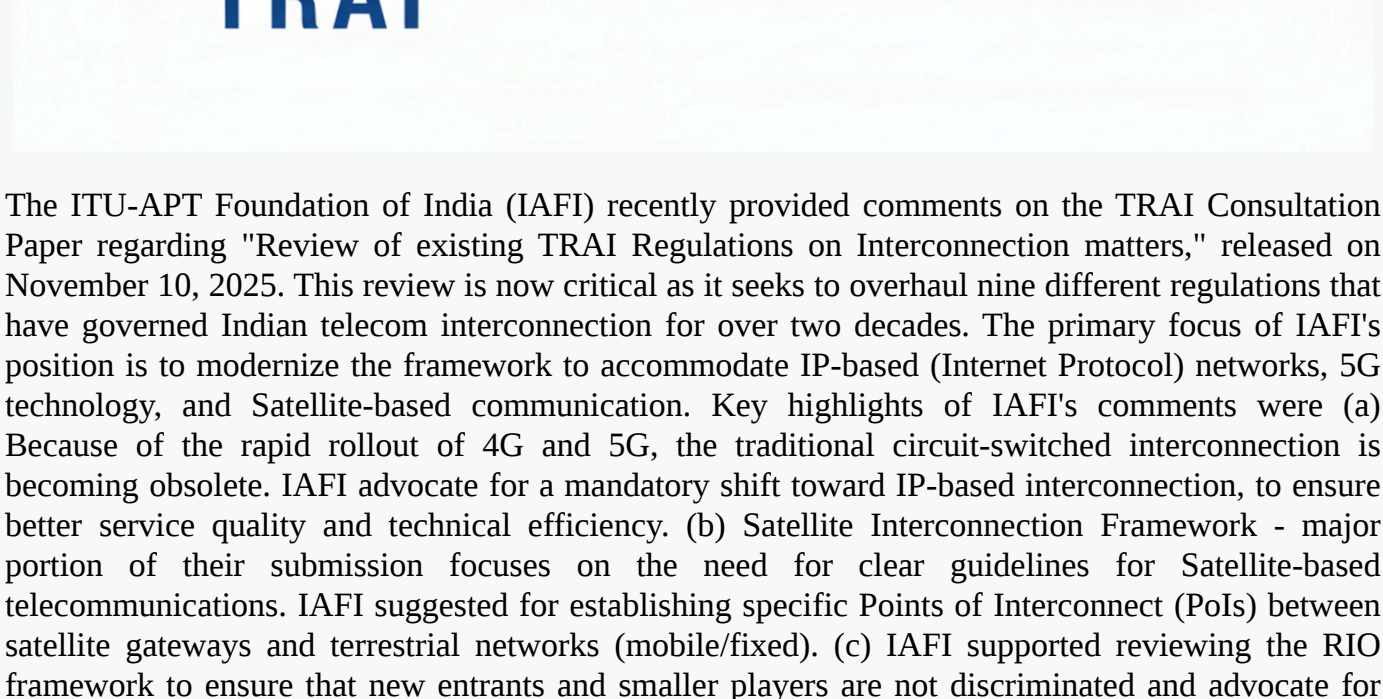 TRAI
The ITU-APT Foundation of India (IAFI) recently provided comments on the TRAI Consultation
Paper regarding "Review of existing TRAI Regulations on Interconnection matters," released on
November 10, 2025. This review is now critical as it seeks to overhaul nine different regulations that
have governed Indian telecom interconnection for over two decades. The primary focus of IAFI's
position is to modernize the framework to accommodate IP-based (Internet Protocol) networks, 5G
technology, and Satellite-based communication. Key highlights of IAFI's comments were (a)
Because of the rapid rollout of 4G and 5G, the traditional circuit-switched interconnection is
becoming obsolete. IAFI advocate for a mandatory shift toward IP-based interconnection, to ensure
better service quality and technical efficiency. (b) Satellite Interconnection Framework - major
portion of their submission focuses on the need for clear guidelines for Satellite-based
telecommunications. IAFI suggested for establishing specific Points of Interconnect (PoIs) between
satellite gateways and terrestrial networks (mobile/fixed). (c) IAFI supported reviewing the RIO
framework to ensure that new entrants and smaller players are not discriminated and advocate for